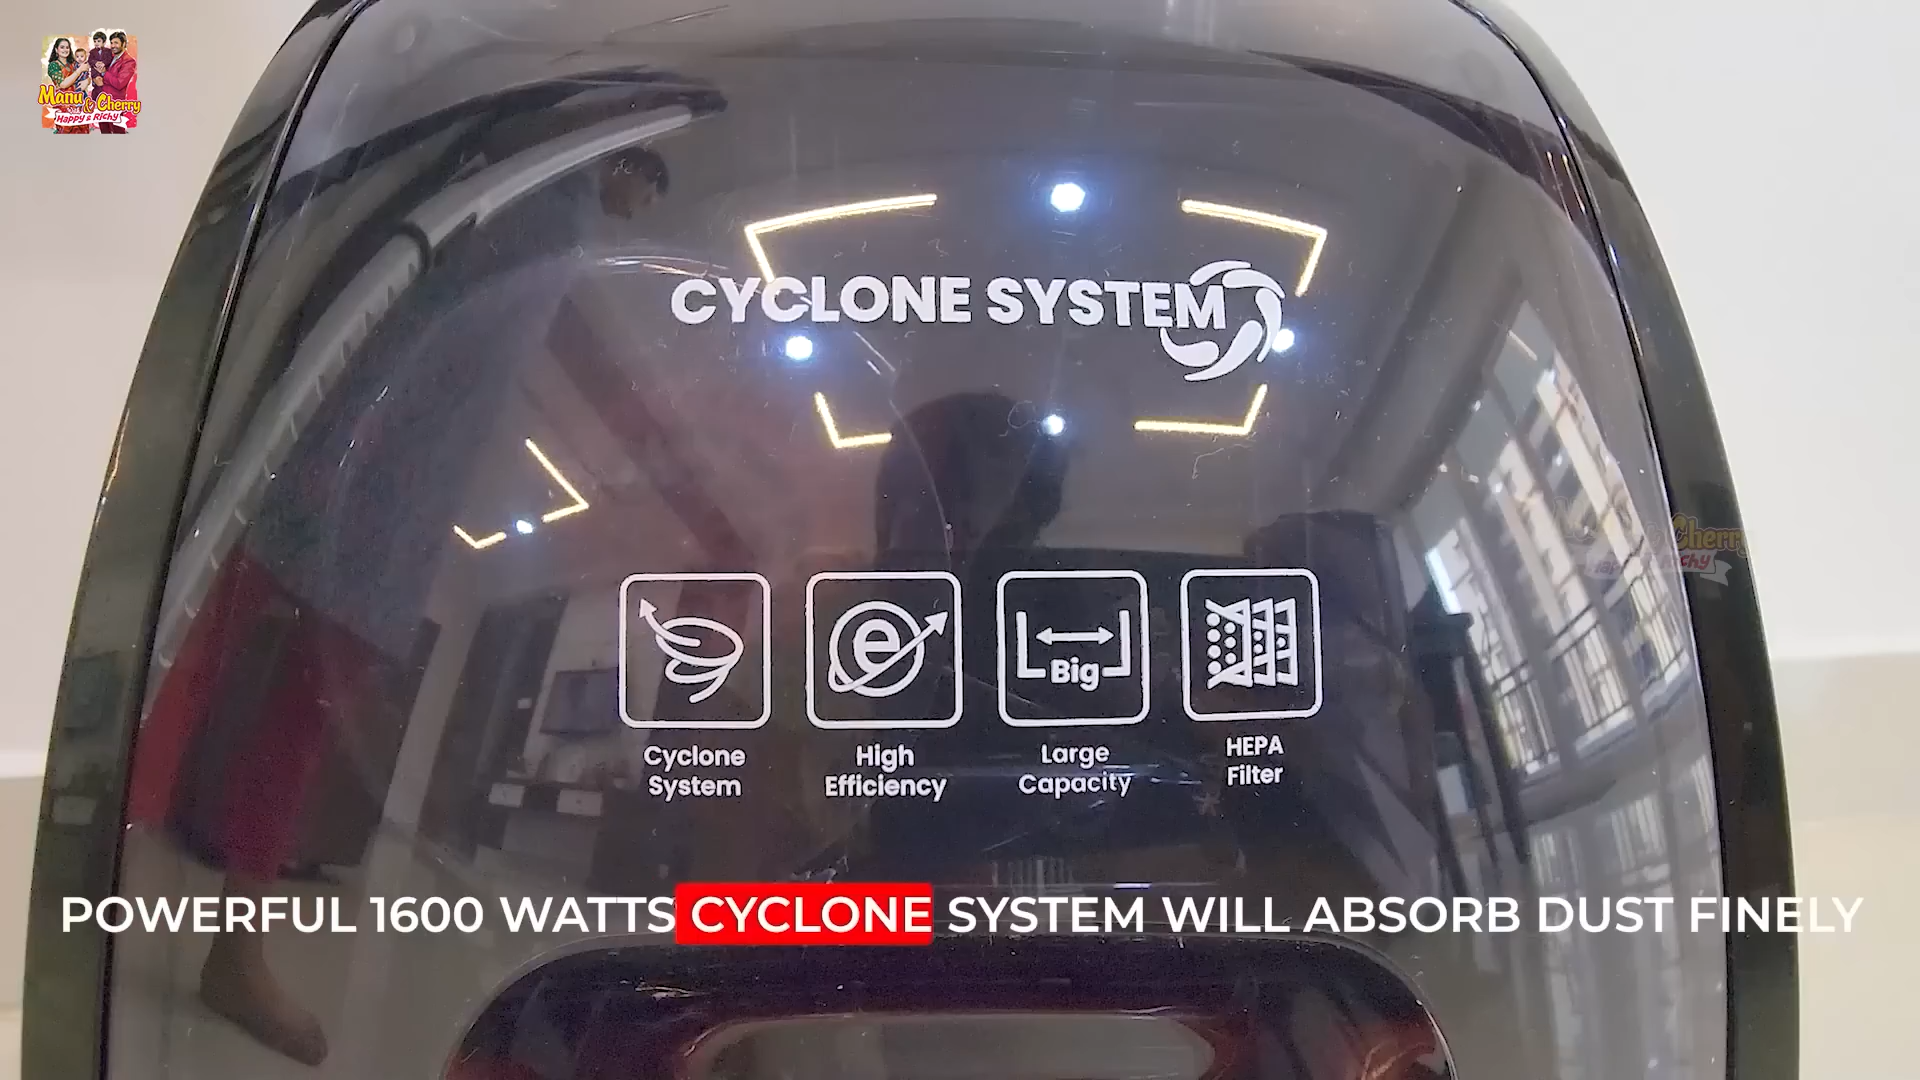 Manu & Cherry
Happy & Richy
CYCLONE SYSTEM
e
Big
Cyclone
System
High
Efficiency
Large
Capacity
HEPA
Filter
Cherry
POWERFUL 1600 WATTS CYCLONE SYSTEM WILL ABSORB DUST FINELY